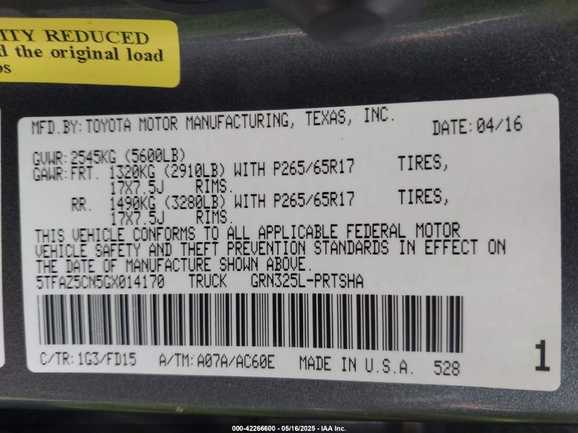 ITY REDUCED
d the original load
os
MFD.BY:TOYOTA MOTOR MANUFACTURING, TEXAS, INC. DATE:04/16
GVWR:2545KG (5600LB)
GAWR:FRT. 1320KG (2910LB) WITH P265/65R17 TIRES,
17X7.5J RIMS.
RR. 1490KG (3280LB) WITH P265/65R17 TIRES,
17X7.5J RIMS.
THIS VEHICLE CONFORMS TO ALL APPLICABLE FEDERAL MOTOR
VEHICLE SAFETY AND THEFT PREVENTION STANDARDS IN EFFECT ON
THE DATE OF MANUFACTURE SHOWN ABOVE.
5TFAZ5CN5GX014170 TRUCK GRN325L-PRTSHA
C/TR:1G3/FD15 A/TM:A07A/AC60E MADE IN U.S.A. 528 1
000-42266600 - 05/16/2025 - IAA Inc.